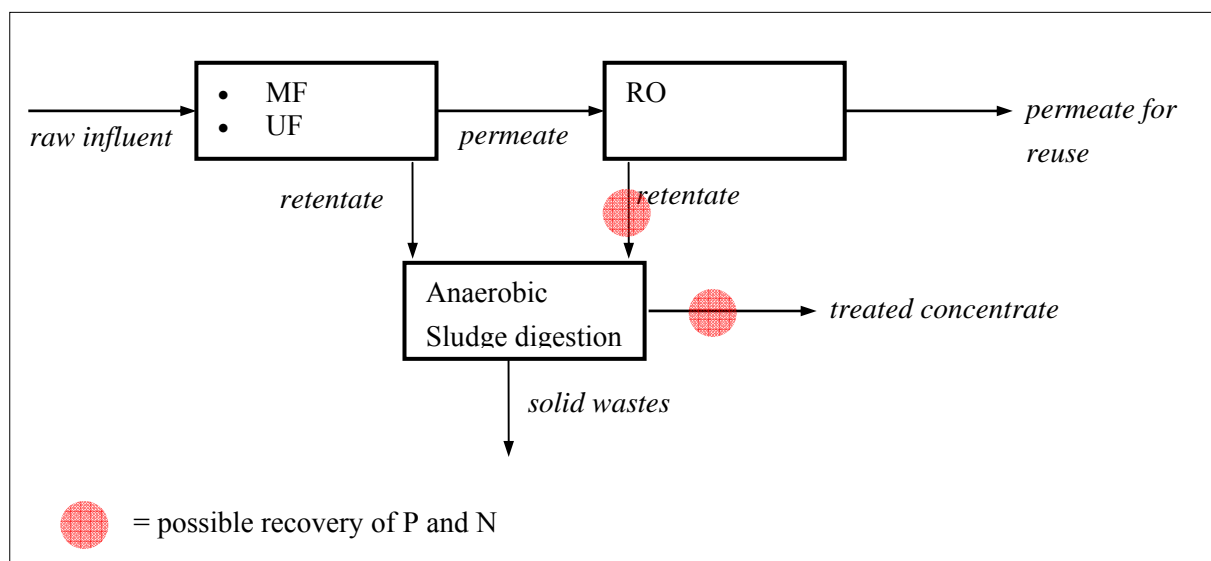 • MF
• UF
RO
raw influent
permeate
permeate for
reuse
retentate
retentate
Anaerobic
Sludge digestion
treated concentrate
solid wastes
= possible recovery of P and N